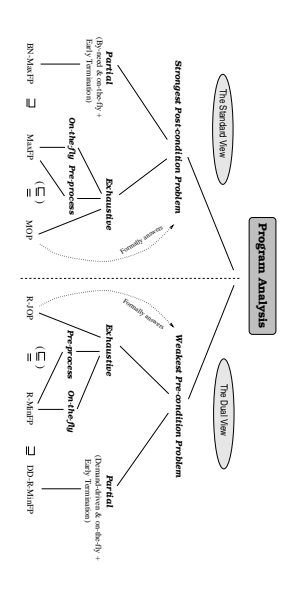 Program Analysis
The Standard View
The Dual View
Strongest Post-condition Problem
Weakest Pre-condition Problem
Formally answers
Formally answers
Partial
(By-need & on-the-fly +
Early Termination)
Exhaustive
On-the-fly Pre-process
Exhaustive
Pre-process On-the-fly
Partial
(Demand-driven & on-the-fly +
Early Termination)
BN-MaxFP ⊒ MaxFP (⊑) = MOP
R-JOP (⊑) = R-MinFP ⊒ DD-R-MinFP